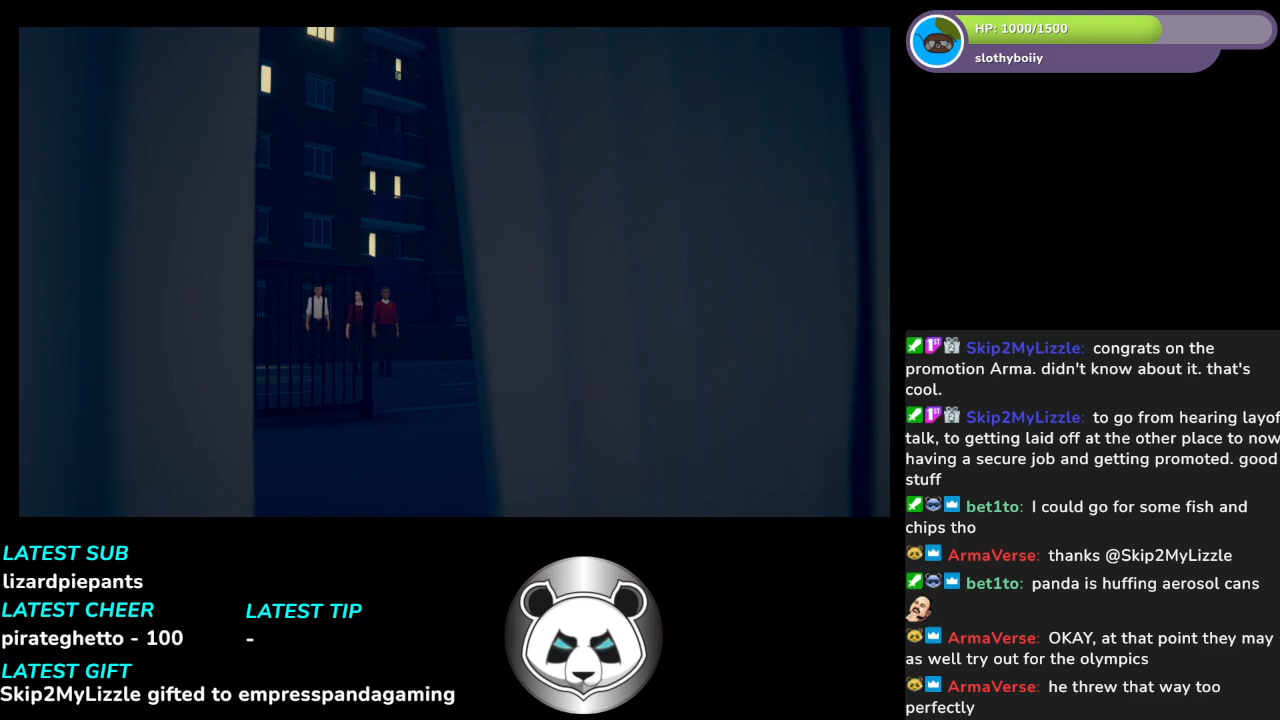 HP: 1000/1500
slothyboiiy
Skip2MyLizzle: congrats on the
promotion Arma. didn't know about it. that's
cool.
Skip2MyLizzle: to go from hearing layof
talk, to getting laid off at the other place to now
having a secure job and getting promoted. good
stuff
bet1to: I could go for some fish and
chips tho
ArmaVerse: thanks @Skip2MyLizzle
bet1to: panda is huffing aerosol cans
ArmaVerse: OKAY, at that point they may
as well try out for the olympics
ArmaVerse: he threw that way too
perfectly
LATEST SUB
lizardpiepants
LATEST CHEER
pirateghetto - 100
LATEST TIP
-
LATEST GIFT
Skip2MyLizzle gifted to empresspandagaming